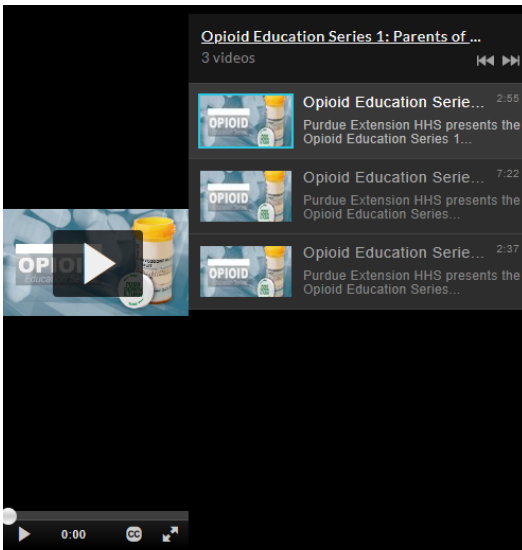 Opioid Education Series 1: Parents of ...
3 videos
OPIOID
Opioid Education Serie... 2:55
Purdue Extension HHS presents the
Opioid Education Series 1...
OPIOID
Opioid Education Serie... 7:22
Purdue Extension HHS presents the
Opioid Education Series...
OPIOID
Opioid Education Serie... 2:37
Purdue Extension HHS presents the
Opioid Education Series...
OPIOI
Education
0:00
CC